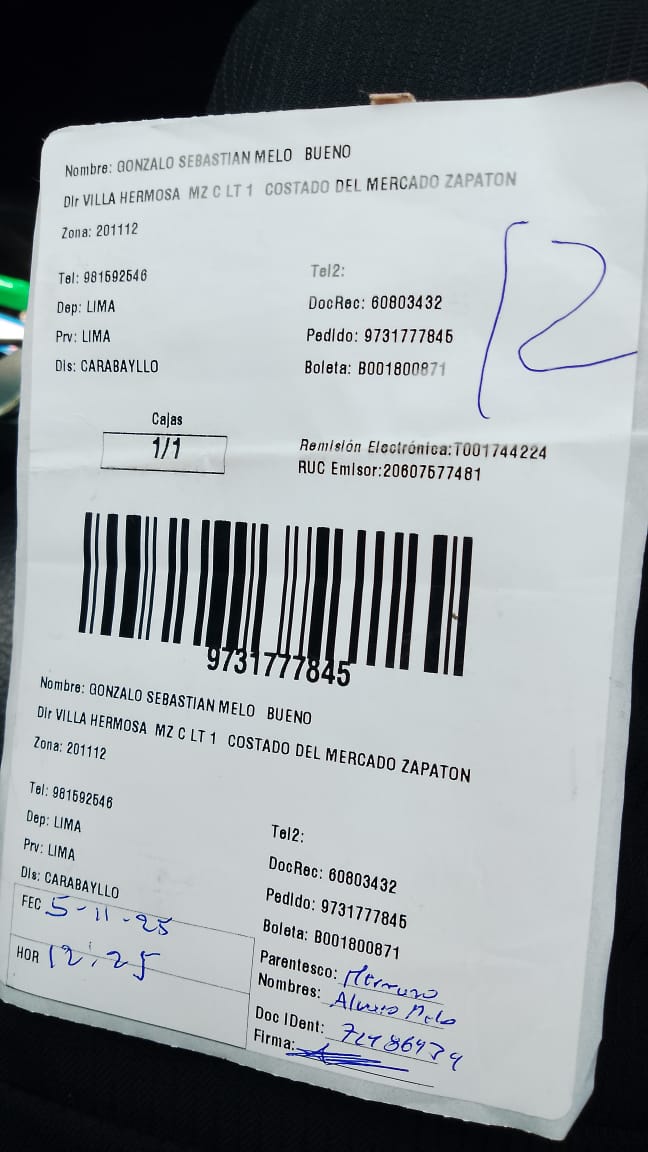 Nombre: GONZALO SEBASTIAN MELO BUENO
Dir VILLA HERMOSA MZ C LT 1 COSTADO DEL MERCADO ZAPATON
Zona: 201112
12
Tel: 981592546
Tel2:
Dep: LIMA
DocRec: 60803432
Prv: LIMA
Pedido: 9731777845
Dis: CARABAYLLO
Boleta: B001800871
Cajas
1/1
Remisión Electrónica:T001744224
RUC Emisor:20607577481
9731777845
Nombre: GONZALO SEBASTIAN MELO BUENO
Dir VILLA HERMOSA MZ C LT 1 COSTADO DEL MERCADO ZAPATON
Zona: 201112
Tel: 981592546
Tel2:
Dep: LIMA
DocRec: 60803432
Prv: LIMA
Pedido: 9731777845
Dis: CARABAYLLO
Boleta: B001800871
FEC 5-11-25
HOR 12:25
Parentesco: Hermano
Nombres: Alvaro Melo
Doc IDent:
Firma: